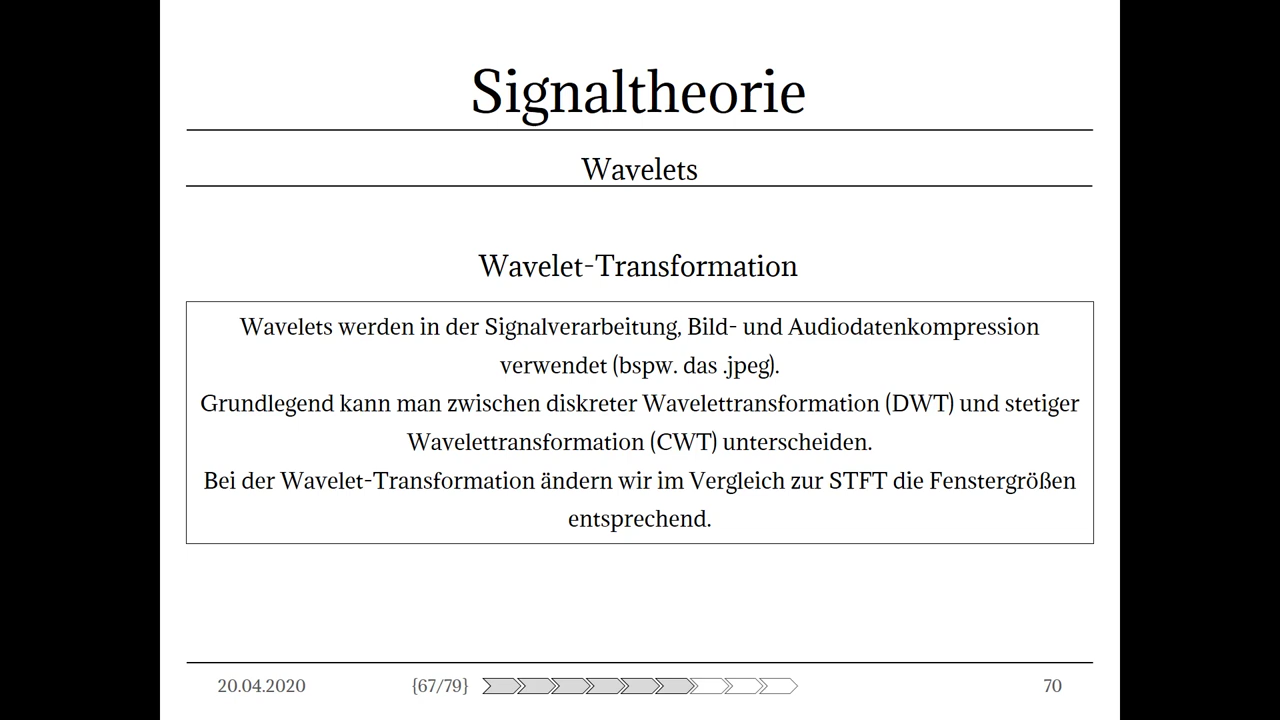 Signaltheorie
Wavelets
Wavelet-Transformation
Wavelets werden in der Signalverarbeitung, Bild- und Audiodatenkompression
verwendet (bspw. das .jpeg).
Grundlegend kann man zwischen diskreter Wavelettransformation (DWT) und stetiger
Wavelettransformation (CWT) unterscheiden.
Bei der Wavelet-Transformation ändern wir im Vergleich zur STFT die Fenstergrößen
entsprechend.
20.04.2020 {67/79} 70